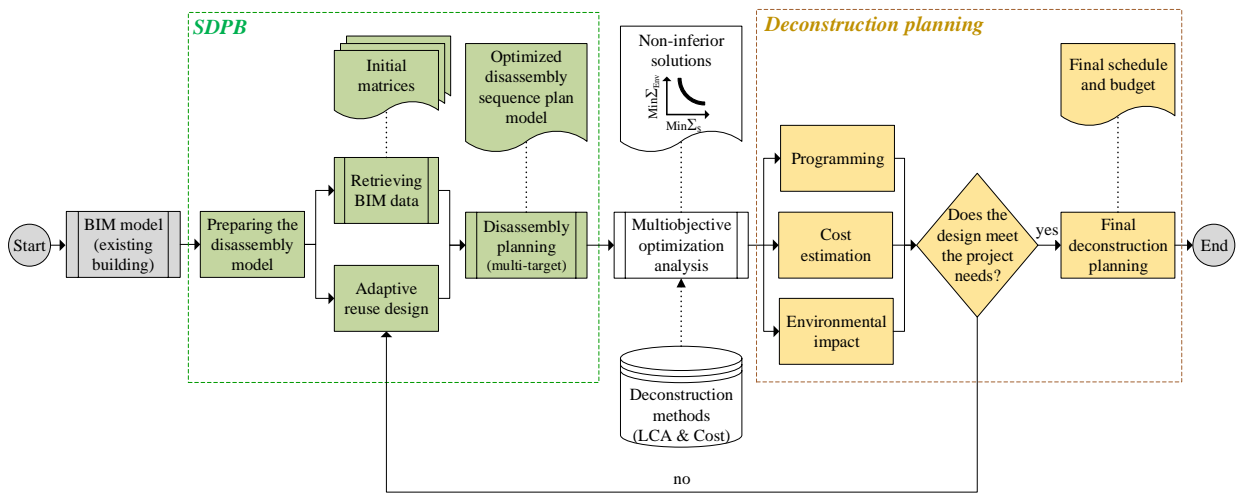 SDPB
Initial
matrices
Optimized
disassembly
sequence plan
model
Non-inferior
solutions
MinΣEnv
MinΣ$
Deconstruction planning
Final schedule
and budget
Start
BIM model
(existing
building)
Preparing the
disassembly
model
Retrieving
BIM data
Adaptive
reuse design
Disassembly
planning
(multi-target)
Multiobjective
optimization
analysis
Deconstruction
methods
(LCA & Cost)
Programming
Cost
estimation
Environmental
impact
Does the
design meet
the project
needs?
yes
Final
deconstruction
planning
End
no